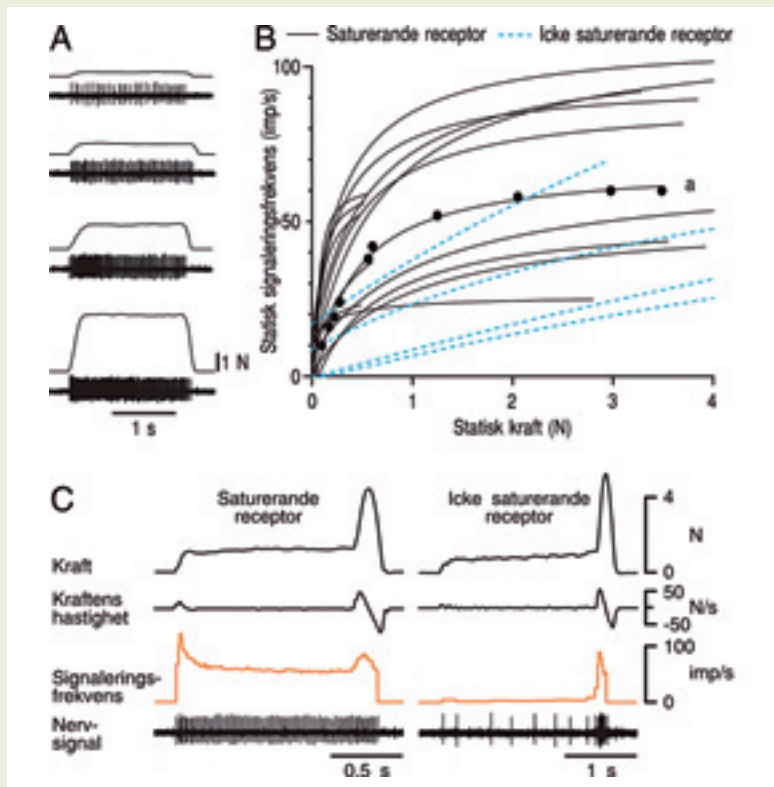 A
1 N
1 s
B
Saturerande receptor
Icke saturerande receptor
Statisk signaleringsfrekvens (imp/s)
100
50
0
a
0 1 2 3 4
Statisk kraft (N)
C
Saturerande
receptor
Icke saturerande
receptor
4
N
0
Kraft
Kraftens
hastighet
50
N/s
-50
Signalerings-
frekvens
100
imp/s
0
Nerv-
signal
0.5 s
1 s